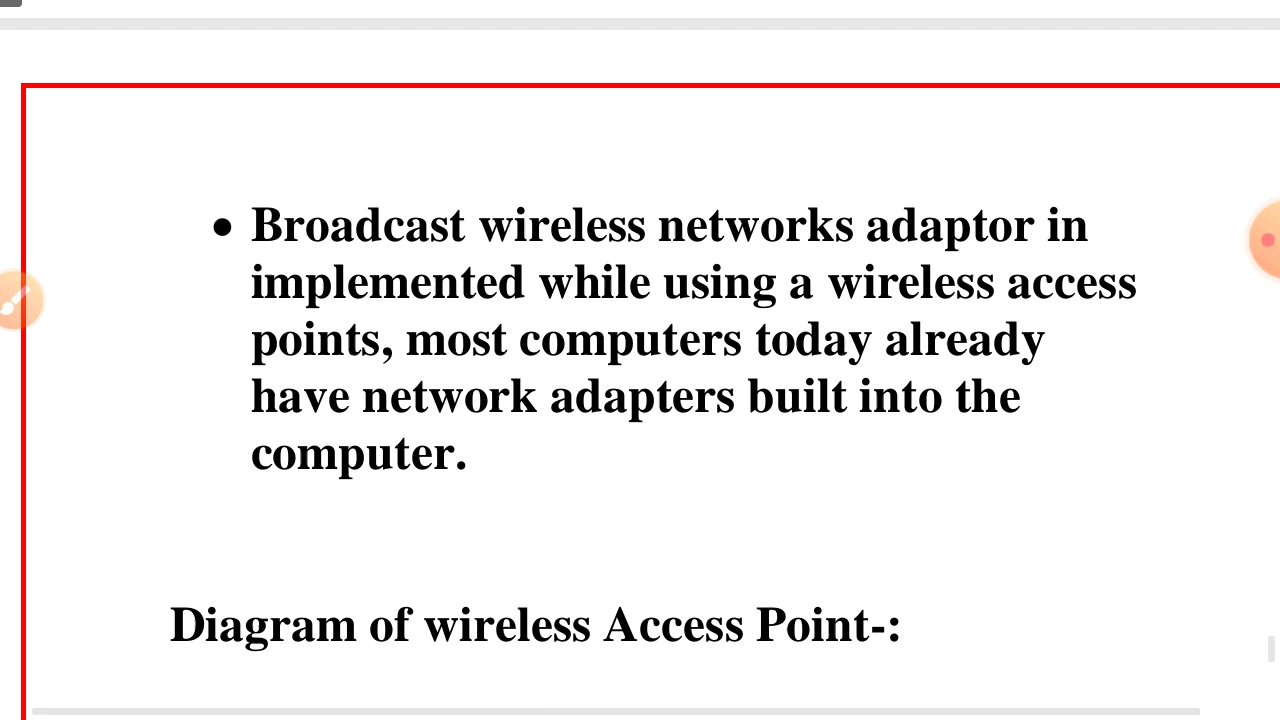 • Broadcast wireless networks adaptor in
implemented while using a wireless access
points, most computers today already
have network adapters built into the
computer.
Diagram of wireless Access Point-: